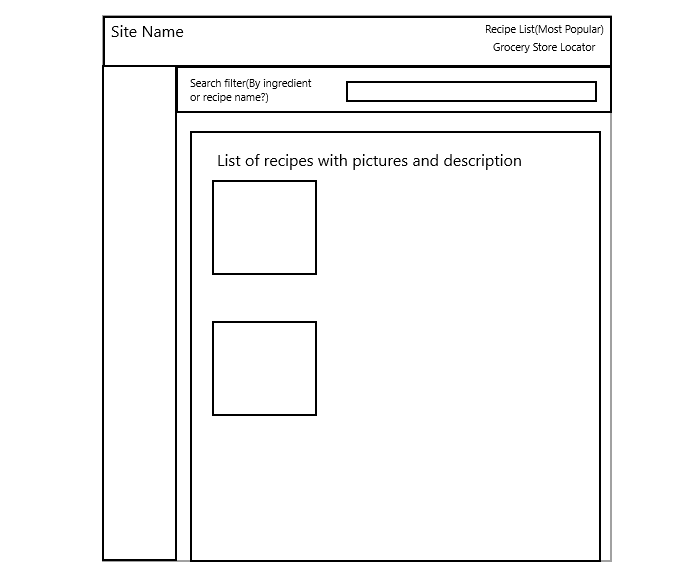 Site Name
Recipe List(Most Popular)
Grocery Store Locator
Search filter(By ingredient
or recipe name?)
List of recipes with pictures and description